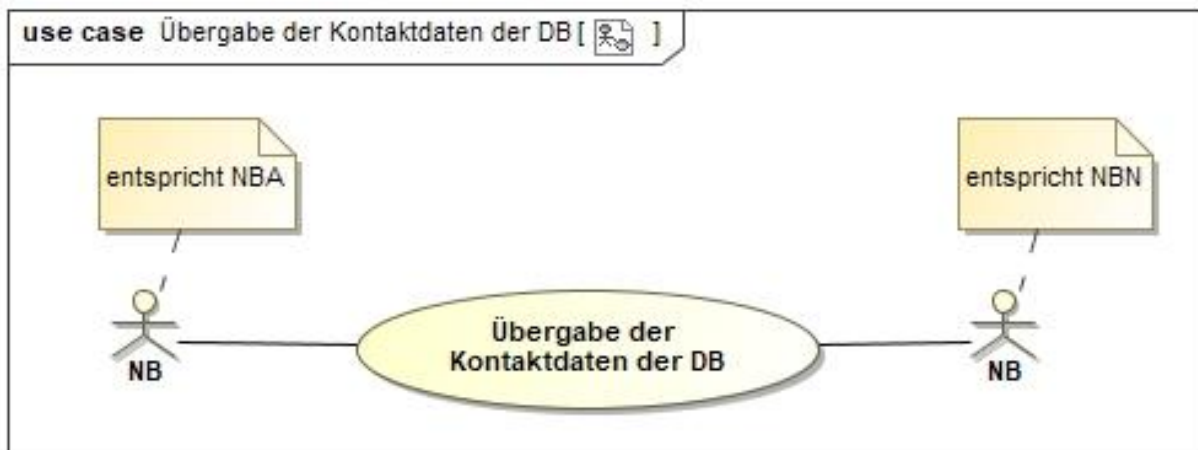 use case Übergabe der Kontaktdaten der DB [ ]
entspricht NBA
entspricht NBN
Übergabe der
Kontaktdaten der DB
NB
NB